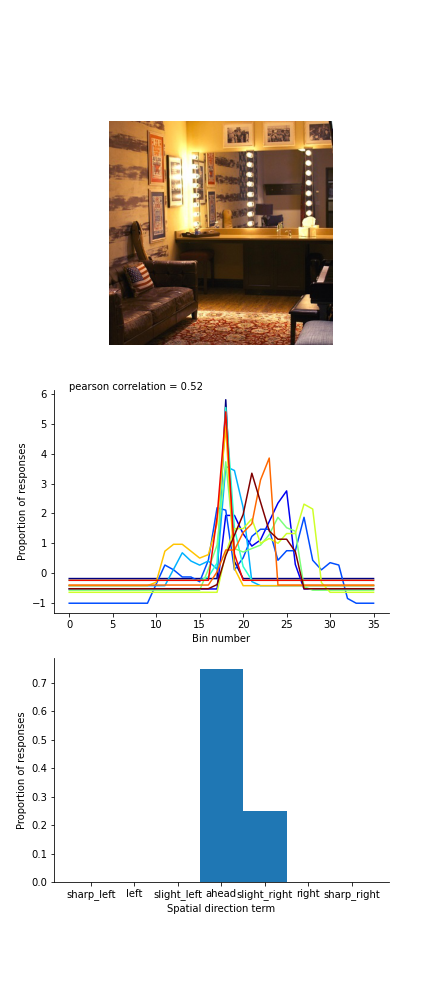 pearson correlation = 0.52
6
5
4
3
2
1
0
−1
Proportion of responses
0 5 10 15 20 25 30 35
Bin number
0.7
0.6
0.5
0.4
0.3
0.2
0.1
0.0
Proportion of responses
sharp_left left slight_left ahead slight_right right sharp_right
Spatial direction term